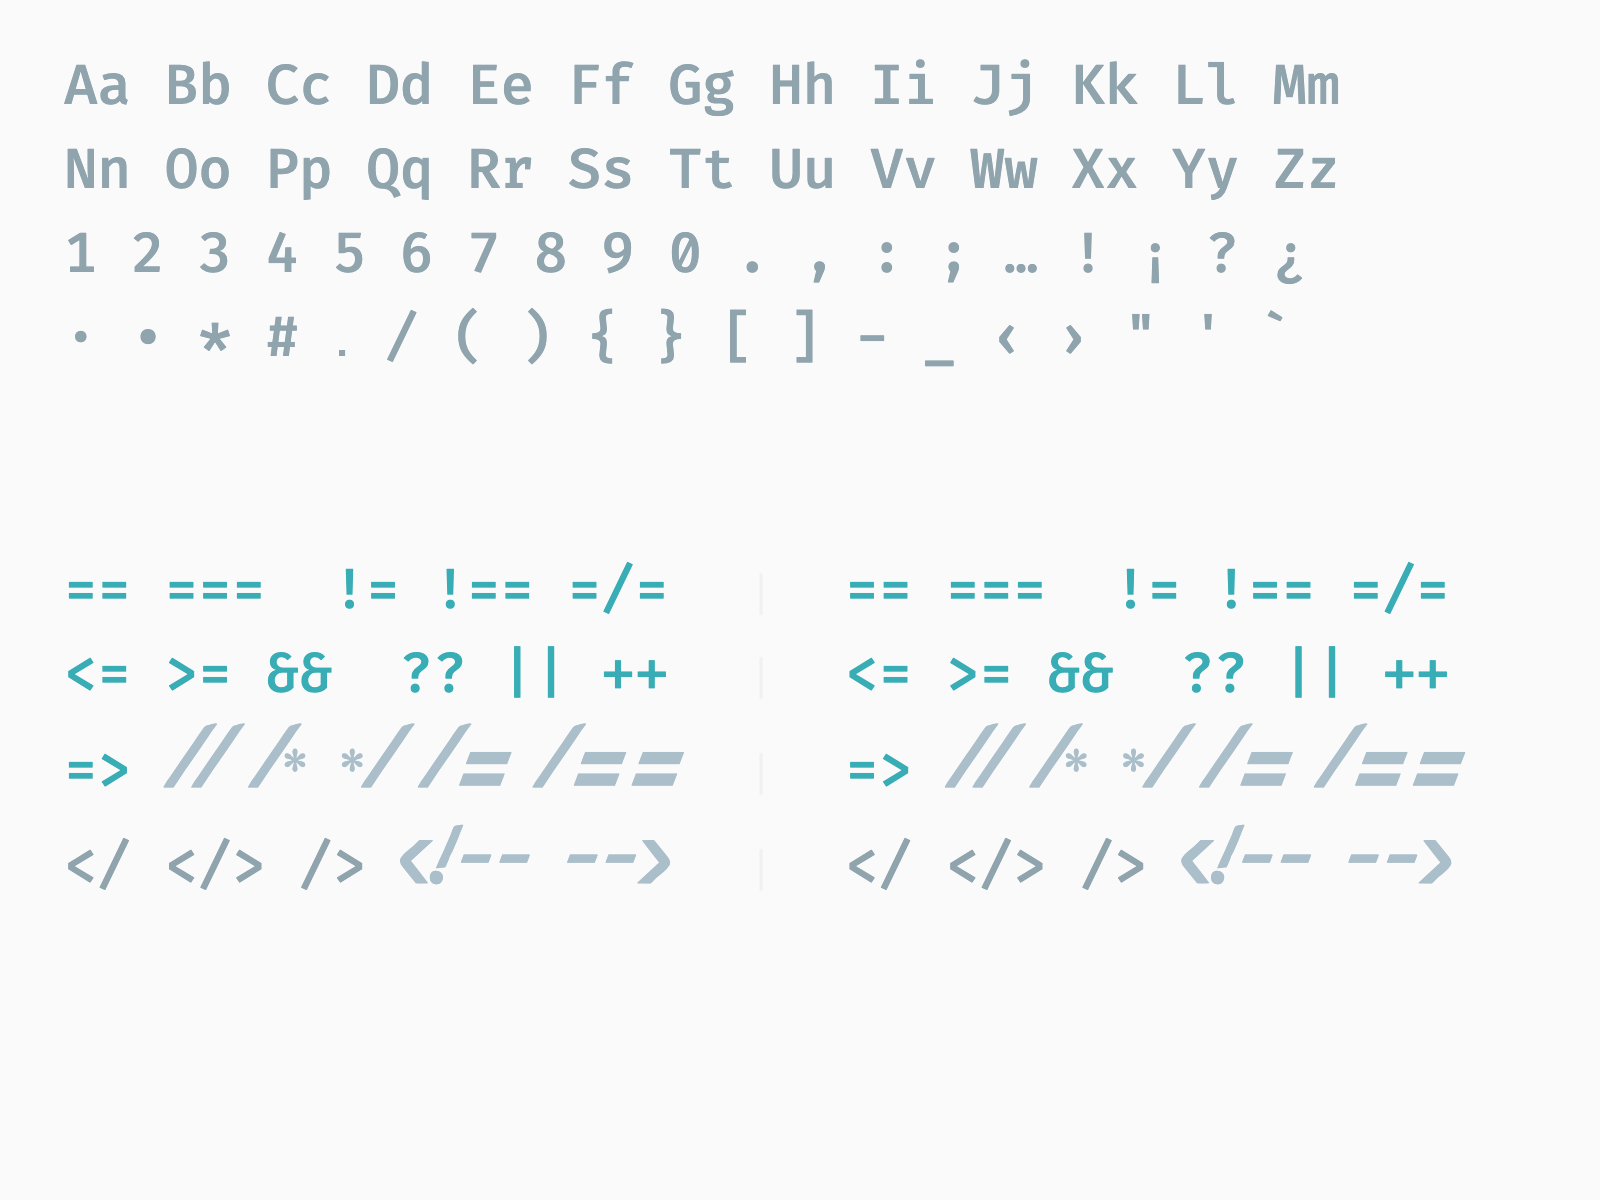 Aa Bb Cc Dd Ee Ff Gg Hh Ii Jj Kk Ll Mm
Nn Oo Pp Qq Rr Ss Tt Uu Vv Ww Xx Yy Zz
1 2 3 4 5 6 7 8 9 0 . , : ; … ! ¡ ? ¿
· • * # . / ( ) { } [ ] - _ ‹ › " ' `
== === != !== =/= | == === != !== =/=
<= >= && ?? || ++ | <= >= && ?? || ++
=> // /* */ /= /== | => // /* */ /= /==
</ </> /> <!-- --> | </ </> /> <!-- -->